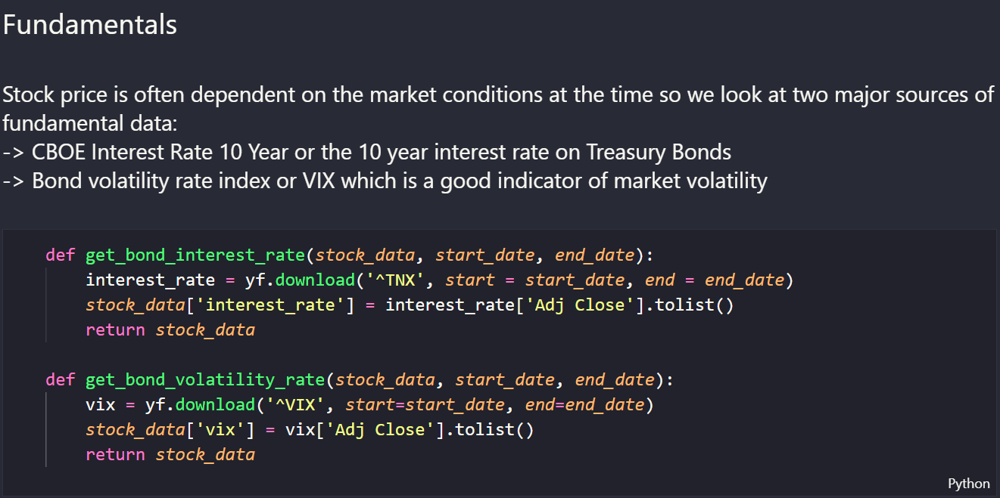 Fundamentals
Stock price is often dependent on the market conditions at the time so we look at two major sources of
fundamental data:
-> CBOE Interest Rate 10 Year or the 10 year interest rate on Treasury Bonds
-> Bond volatility rate index or VIX which is a good indicator of market volatility
def get_bond_interest_rate(stock_data, start_date, end_date):
    interest_rate = yf.download('^TNX', start = start_date, end = end_date)
    stock_data['interest_rate'] = interest_rate['Adj Close'].tolist()
    return stock_data
def get_bond_volatility_rate(stock_data, start_date, end_date):
    vix = yf.download('^VIX', start=start_date, end=end_date)
    stock_data['vix'] = vix['Adj Close'].tolist()
    return stock_data
Python